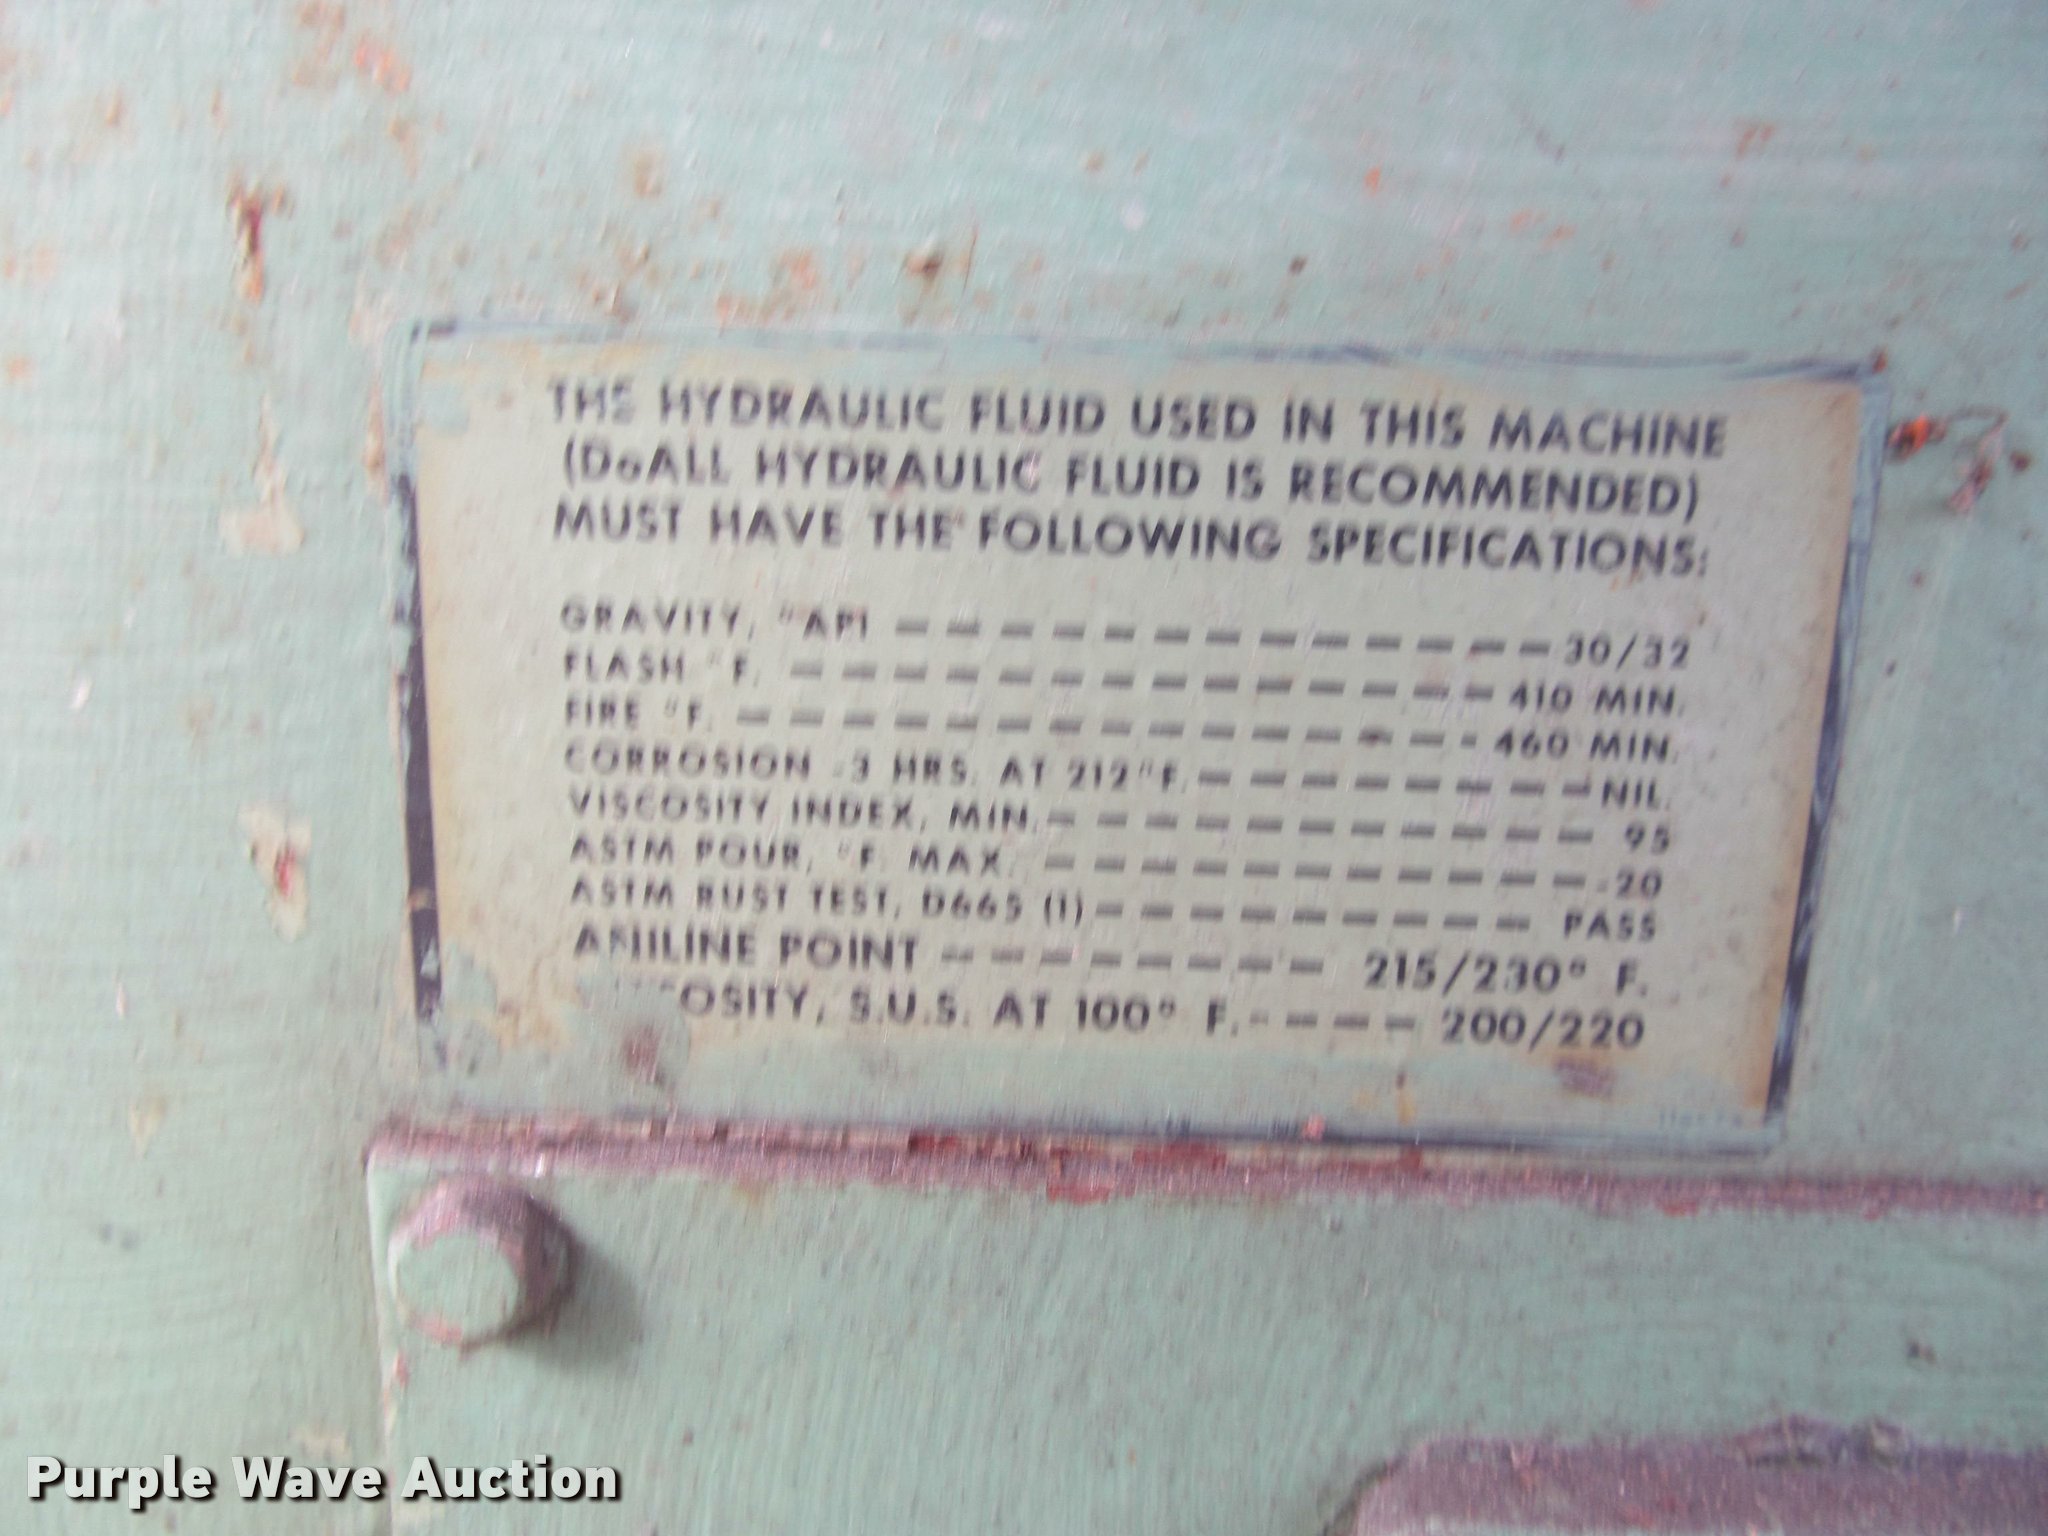 THE HYDRAULIC FLUID USED IN THIS MACHINE
(DoALL HYDRAULIC FLUID IS RECOMMENDED)
MUST HAVE THE FOLLOWING SPECIFICATIONS:
GRAVITY, °API – – – – – – – – – – – – – 30/32
FLASH °F. – – – – – – – – – – – – – – 410 MIN.
FIRE °F. – – – – – – – – – – – – – – – 460 MIN.
CORROSION -3 HRS. AT 212°F. – – – – – – – – NIL.
VISCOSITY INDEX, MIN. – – – – – – – – – – – 95
ASTM POUR, °F. MAX. – – – – – – – – – – – -20
ASTM RUST TEST, D665 (1) – – – – – – – – – PASS
ANILINE POINT – – – – – – – – 215/230° F.
OSITY, S.U.S. AT 100° F. – – – – 200/220
Purple Wave Auction